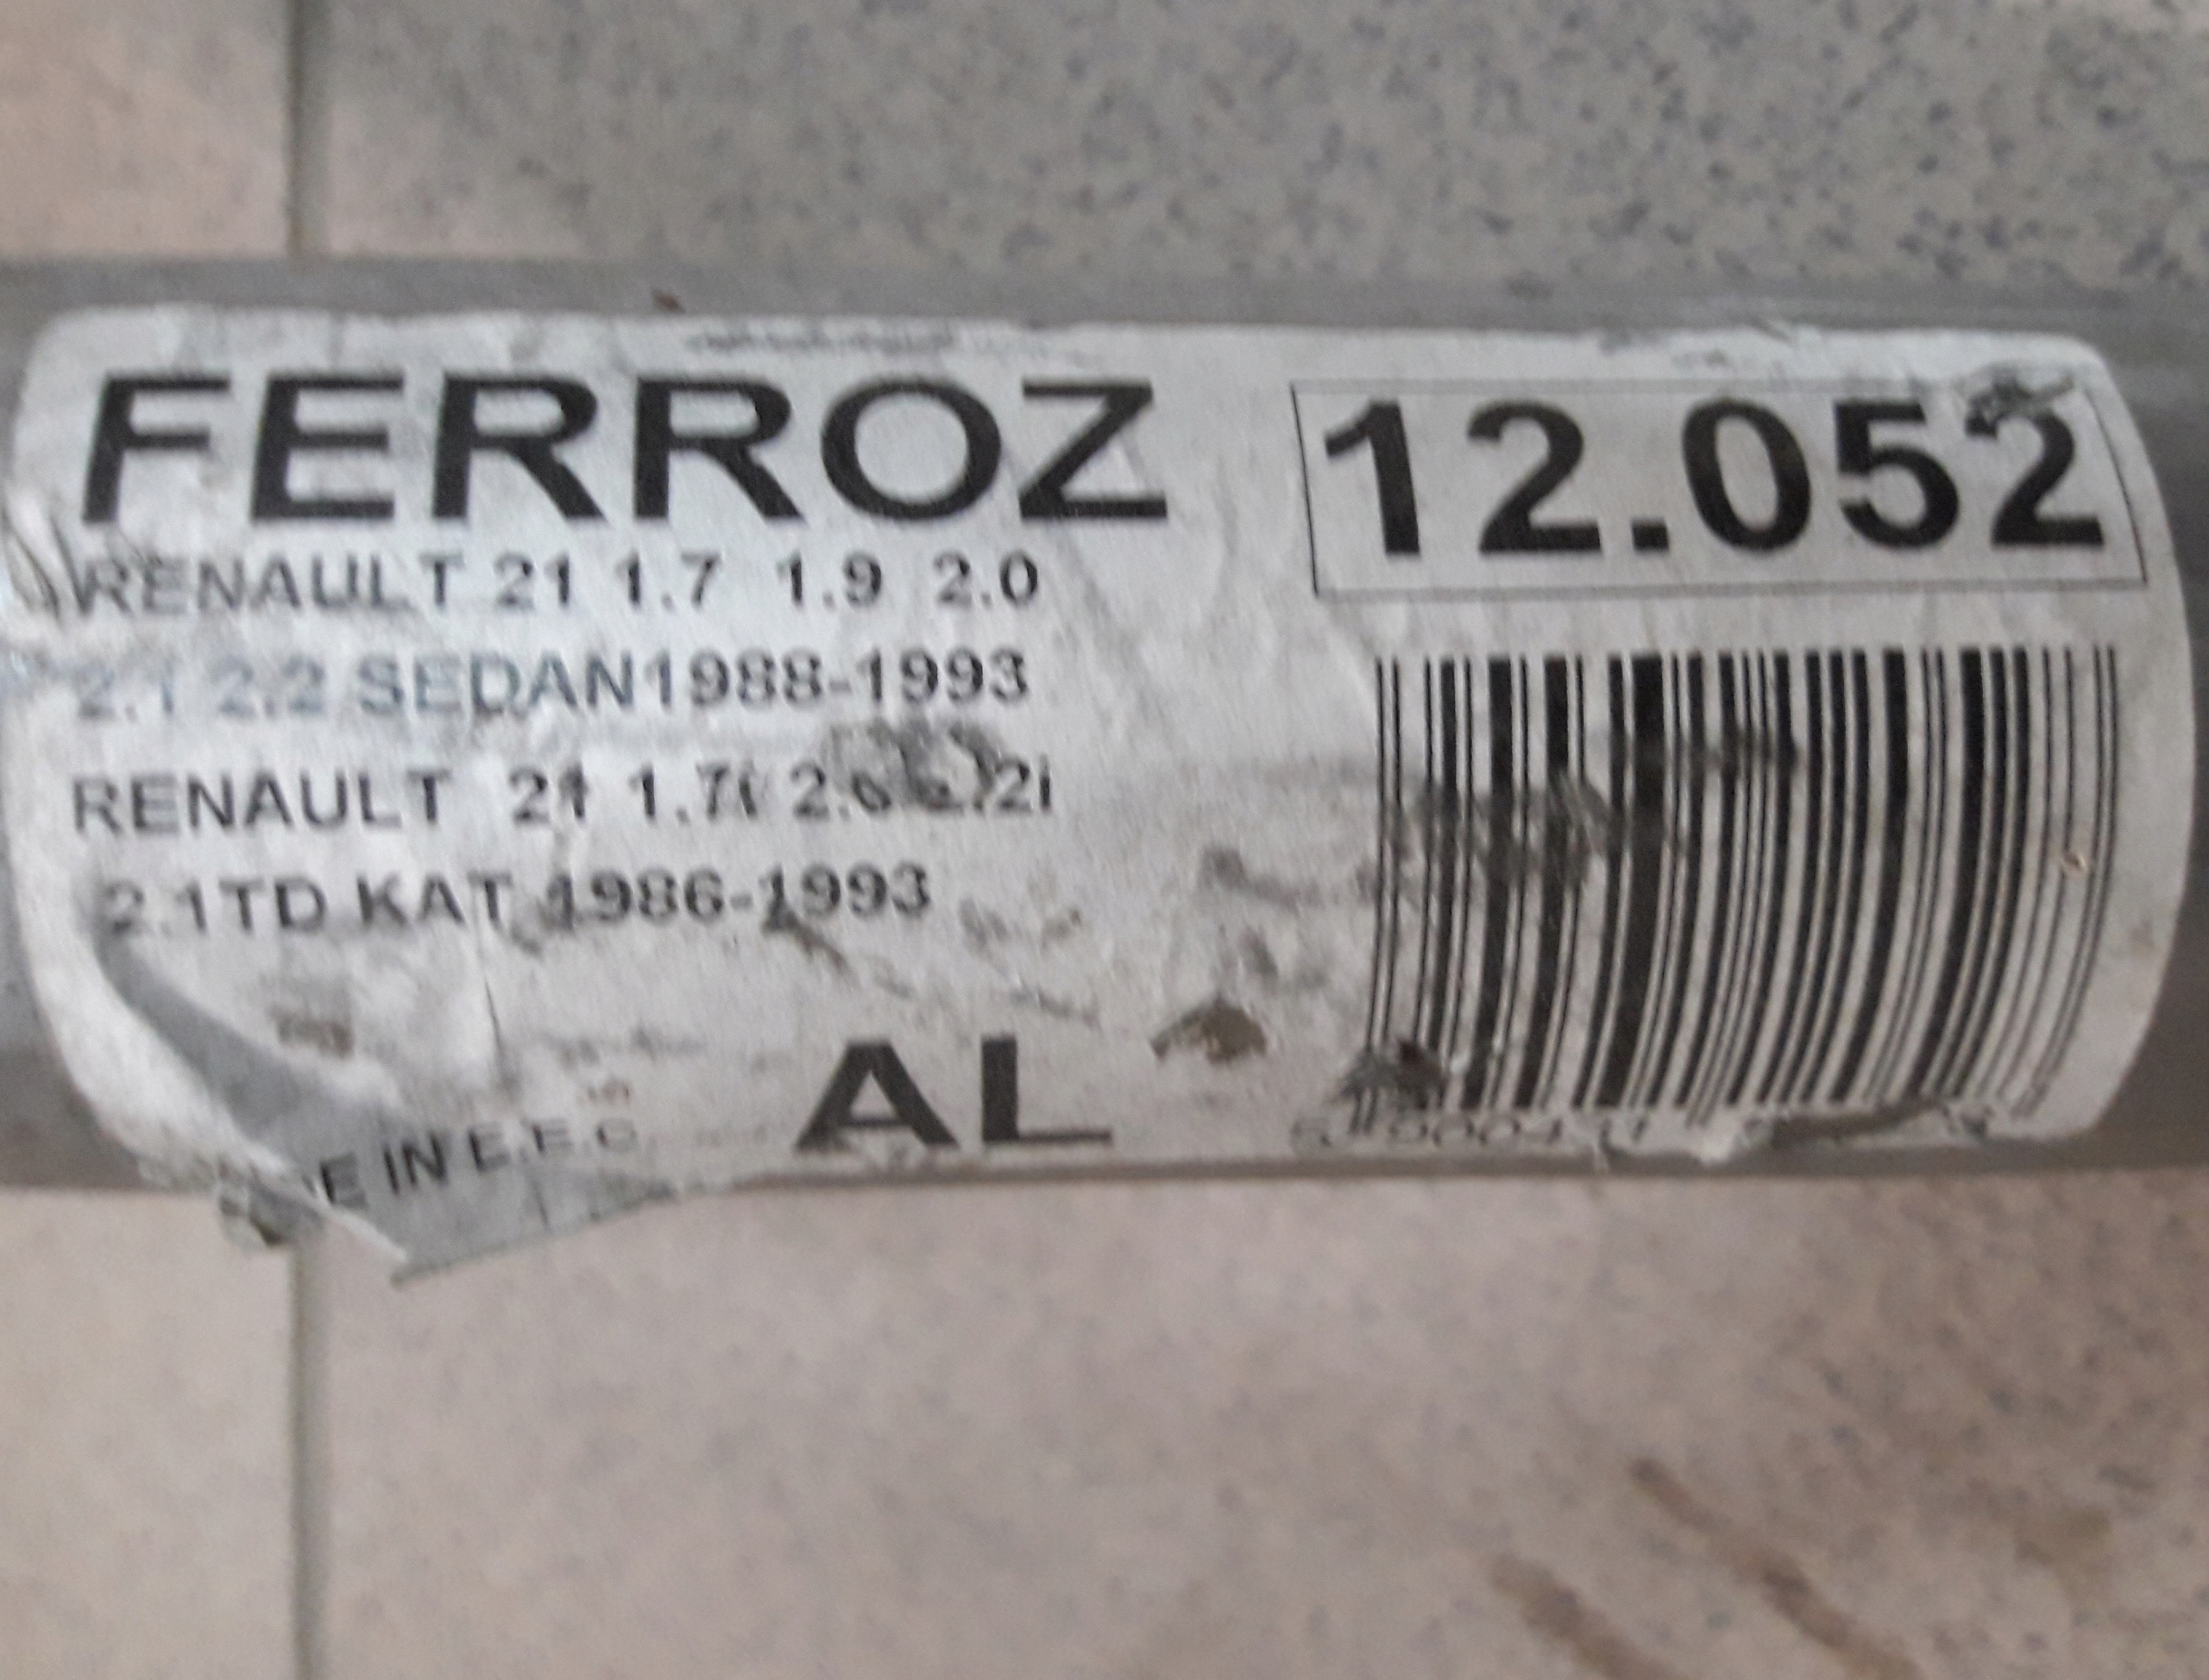 FERROZ
12.052
RENAULT 21 1.7 1.9 2.0
2.1 2.2 SEDAN1988-1993
RENAULT 21 1.7i
2.1TD KAT 1986-1993
IN E.E.C.
AL